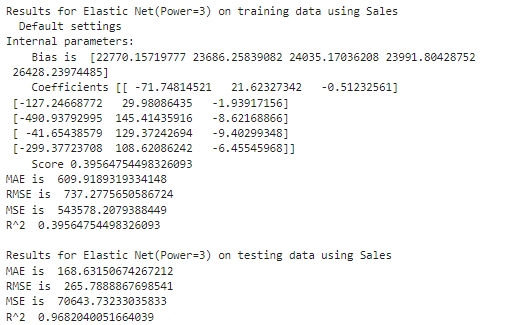 Results for Elastic Net(Power=3) on training data using Sales
Default settings
Internal parameters:
Bias is  [22770.15719777 23686.25839082 24035.17036208 23991.80428752
26428.23974485]
Coefficients [[ -71.74814521   21.62327342   -0.51232561]
[-127.24668772   29.98086435   -1.93917156]
[-490.93792995  145.41435916   -8.62168866]
[ -41.65438579  129.37242694   -9.40299348]
[-299.37723708  108.62086242   -6.45545968]]
Score 0.39564754498326093
MAE is  609.9189319334148
RMSE is  737.2775650586724
MSE is  543578.2079388449
R^2  0.39564754498326093
Results for Elastic Net(Power=3) on testing data using Sales
MAE is  168.63150674267212
RMSE is  265.7888867698541
MSE is  70643.73233035833
R^2  0.9682040051664039